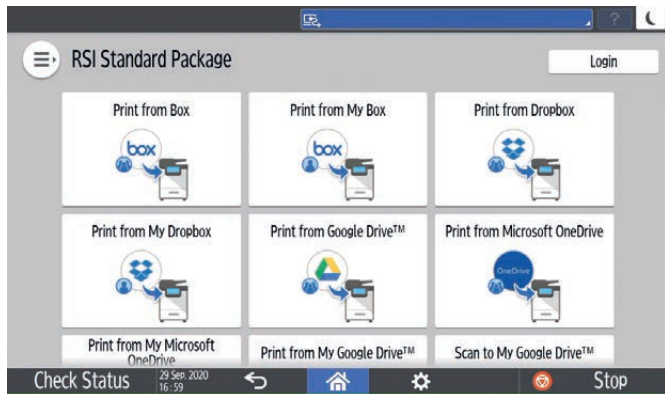 ?
RSI Standard Package
Login
Print from Box
Print from My Box
Print from Dropbox
box
box
Print from My Dropbox
Print from Google Drive™
Print from Microsoft OneDrive
OneDrive
Print from My Microsoft
OneDrive
Print from My Google Drive™
Scan to My Google Drive™
Check Status
29 Sep. 2020
16:59
Stop